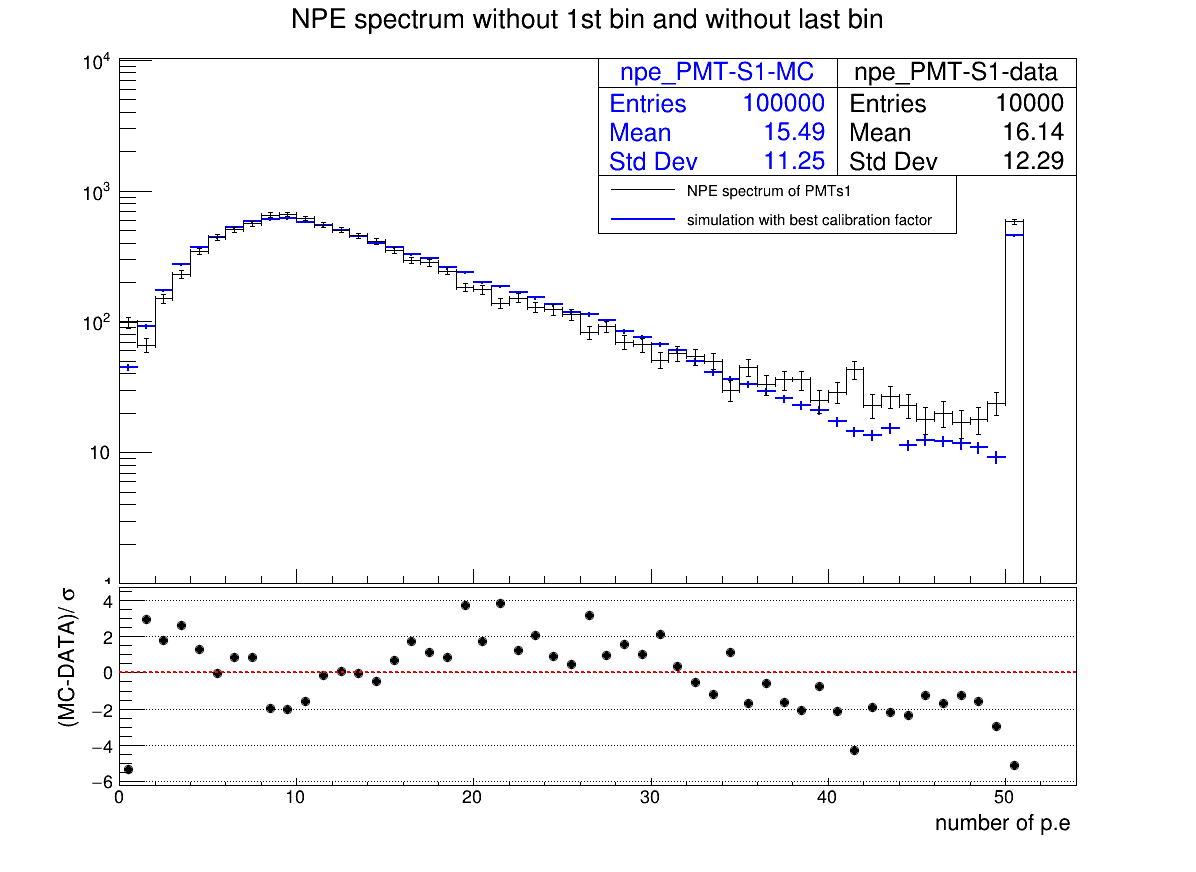 NPE spectrum without 1st bin and without last bin
npe_PMT-S1-MC
Entries 100000
Mean 15.49
Std Dev 11.25
npe_PMT-S1-data
Entries 10000
Mean 16.14
Std Dev 12.29
NPE spectrum of PMTs1
simulation with best calibration factor
10^4
10^3
10^2
10
1
(MC-DATA)/ σ
4
2
0
−2
−4
−6
0 10 20 30 40 50
number of p.e